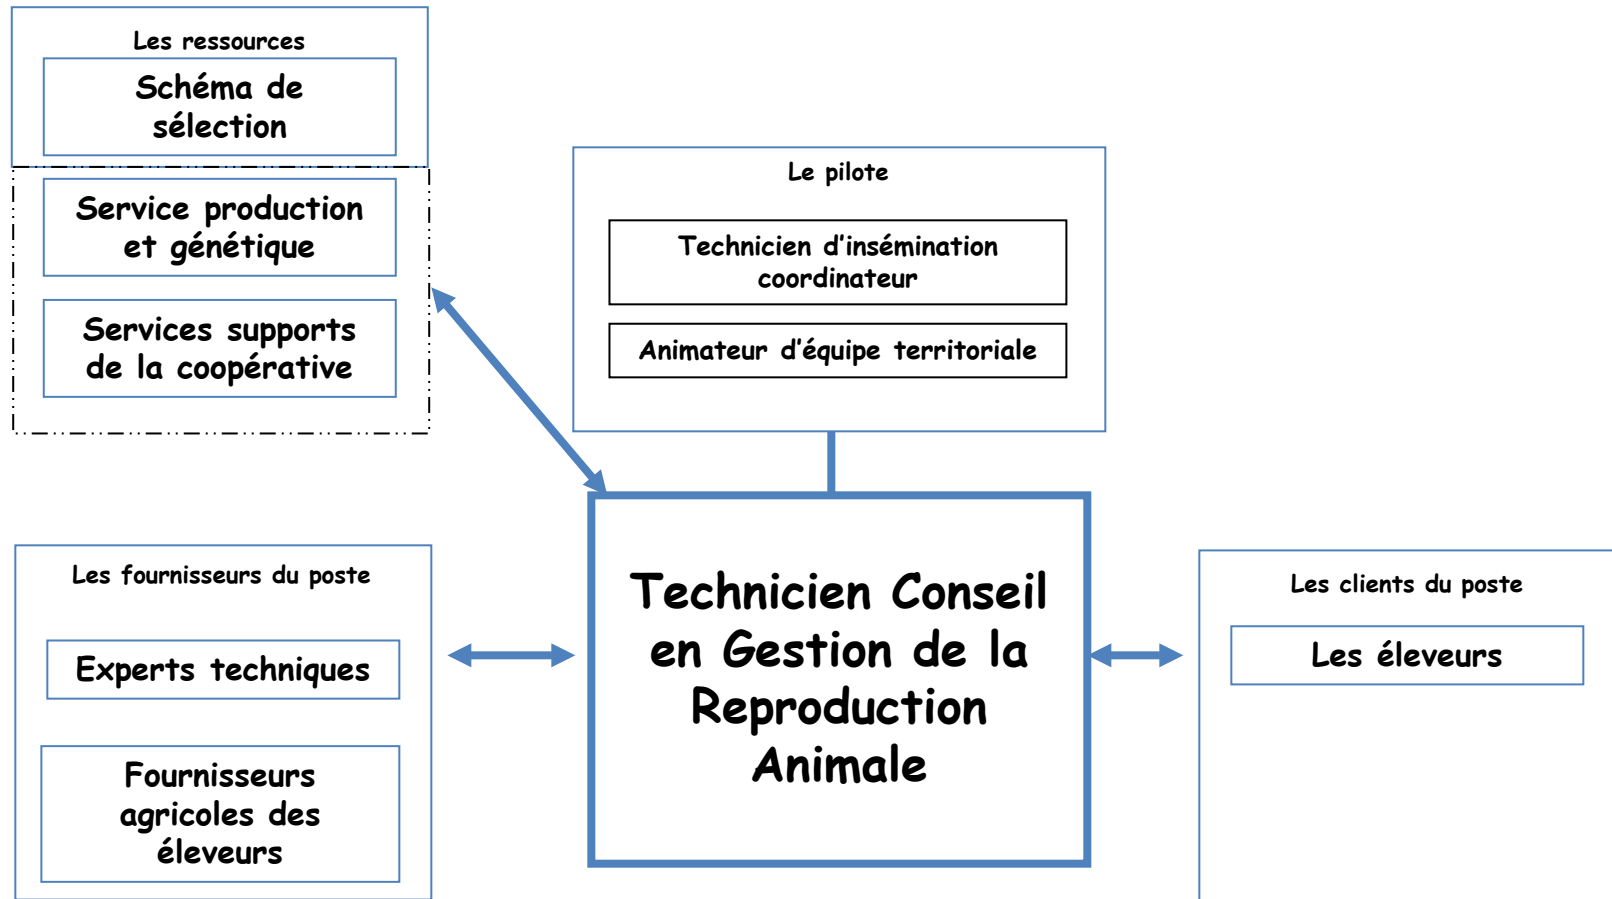 Les ressources
Schéma de
sélection
Service production
et génétique
Services supports
de la coopérative
Le pilote
Technicien d'insémination
coordinateur
Animateur d'équipe territoriale
Les fournisseurs du poste
Experts techniques
Fournisseurs
agricoles des
éleveurs
Technicien Conseil
en Gestion de la
Reproduction
Animale
Les clients du poste
Les éleveurs